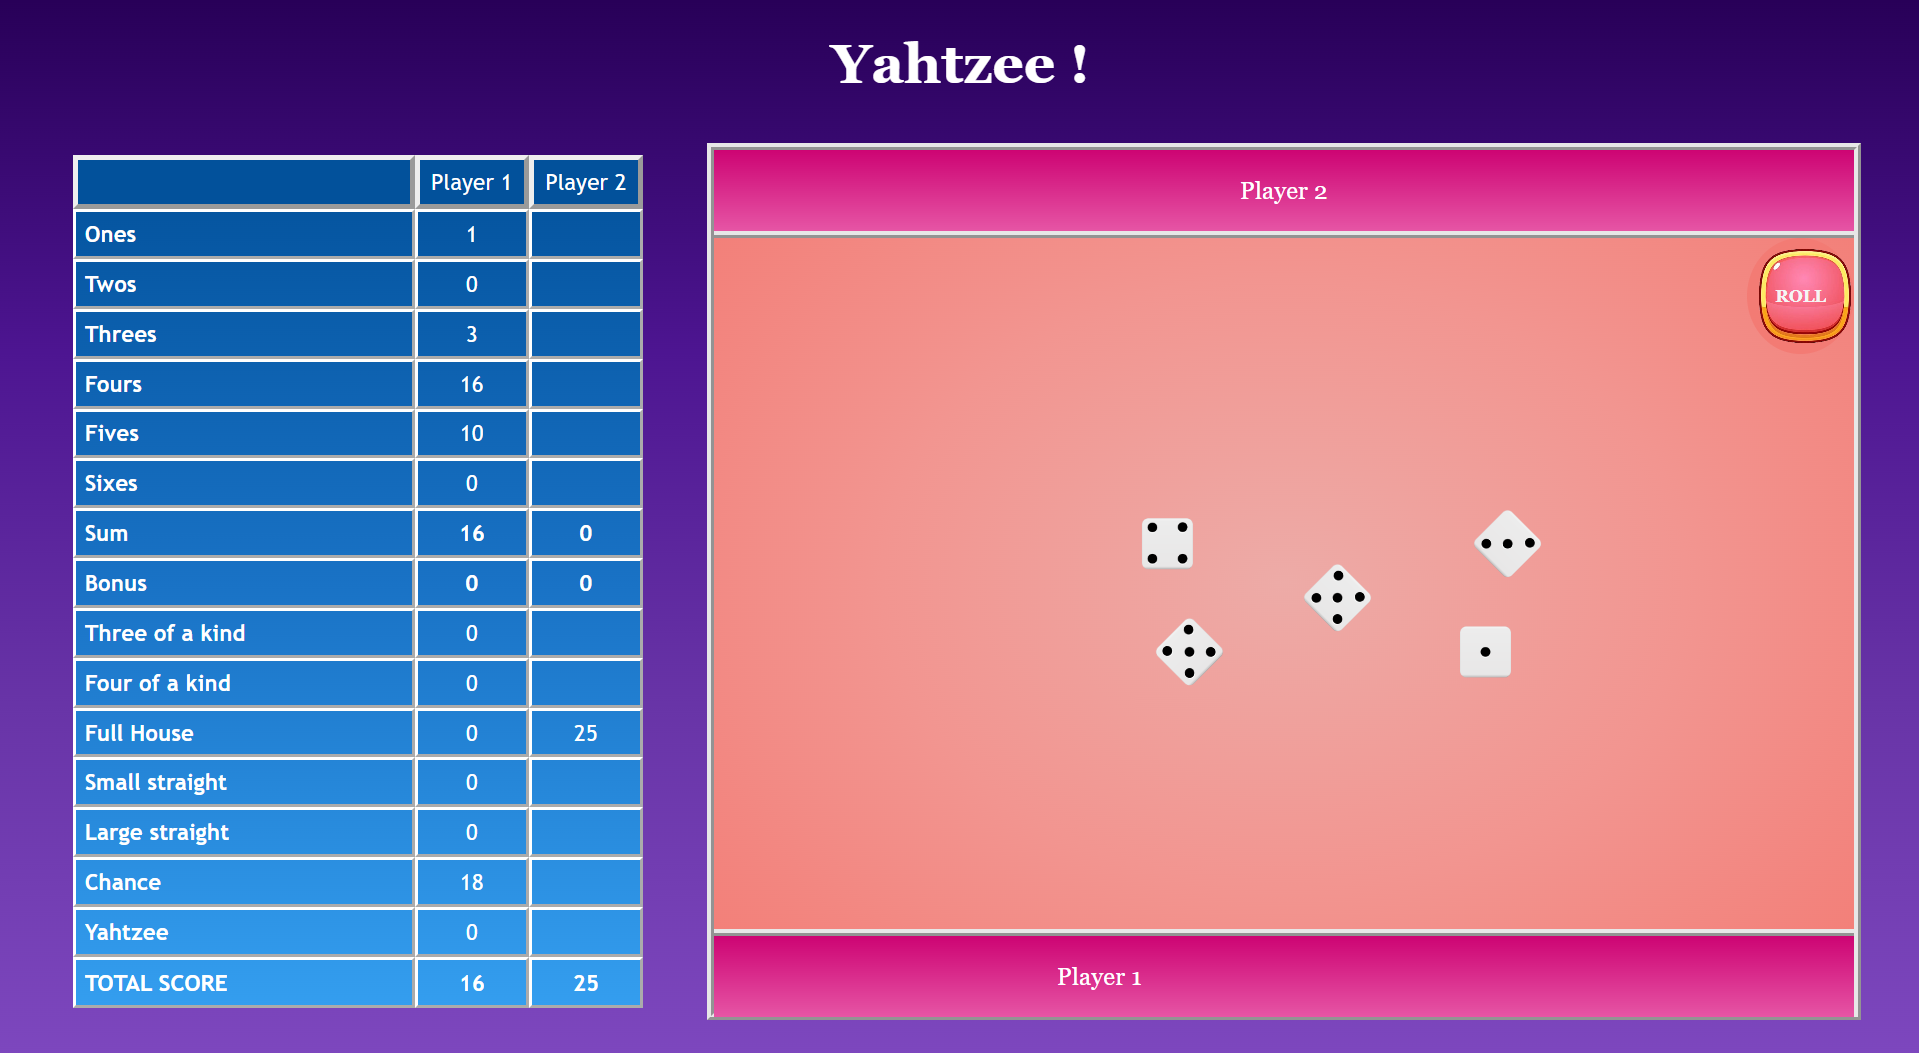 Yahtzee !
Player 1 Player 2
Ones 1
Twos 0
Threes 3
Fours 16
Fives 10
Sixes 0
Sum 16 0
Bonus 0 0
Three of a kind 0
Four of a kind 0
Full House 0 25
Small straight 0
Large straight 0
Chance 18
Yahtzee 0
TOTAL SCORE 16 25
Player 2
ROLL
Player 1